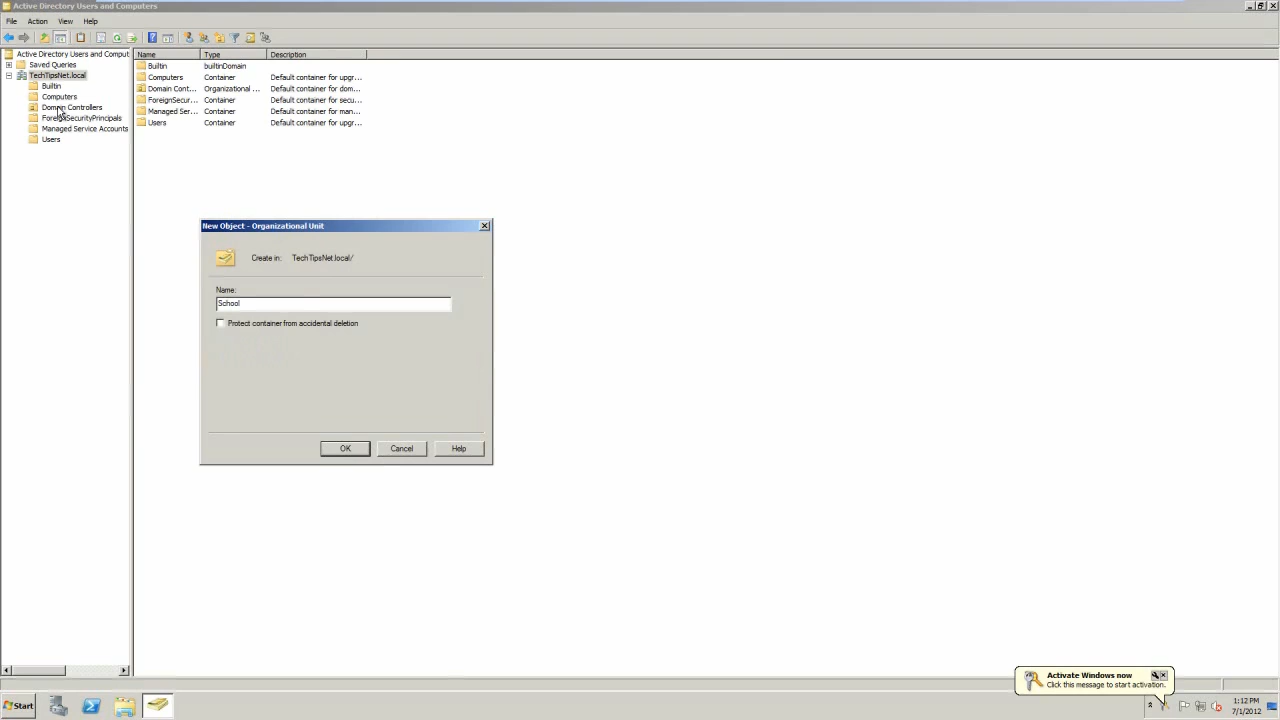 Active Directory Users and Computers
File Action View Help
Active Directory Users and Comput
Saved Queries
TechTipsNet.local
Builtin
Computers
Domain Controllers
ForeignSecurityPrincipals
Managed Service Accounts
Users
Name Type Description
Builtin builtinDomain
Computers Container Default container for upgr...
Domain Cont... Organizational ... Default container for dom...
ForeignSecur... Container Default container for secu...
Managed Ser... Container Default container for man...
Users Container Default container for upgr...
New Object - Organizational Unit
Create in: TechTipsNet.local/
Name:
School
Protect container from accidental deletion
OK Cancel Help
Activate Windows now
Click this message to start activation.
Start
1:12 PM
7/1/2012